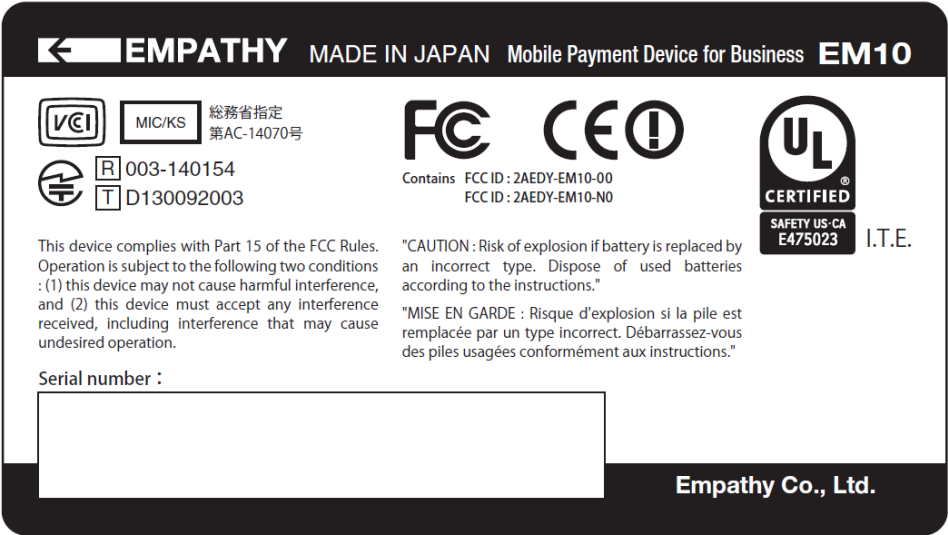 EMPATHY MADE IN JAPAN Mobile Payment Device for Business EM10
VCI
MIC/KS
総務省指定
第AC-14070号
R 003-140154
T D130092003
FC CE
Contains FCC ID : 2AEDY-EM10-00
FCC ID : 2AEDY-EM10-N0
UL
®
CERTIFIED
SAFETY US·CA
E475023
I.T.E.
This device complies with Part 15 of the FCC Rules.
Operation is subject to the following two conditions
: (1) this device may not cause harmful interference,
and (2) this device must accept any interference
received, including interference that may cause
undesired operation.
"CAUTION : Risk of explosion if battery is replaced by
an incorrect type. Dispose of used batteries
according to the instructions."
"MISE EN GARDE : Risque d'explosion si la pile est
remplacée par un type incorrect. Débarrassez-vous
des piles usagées conformément aux instructions."
Serial number：
Empathy Co., Ltd.